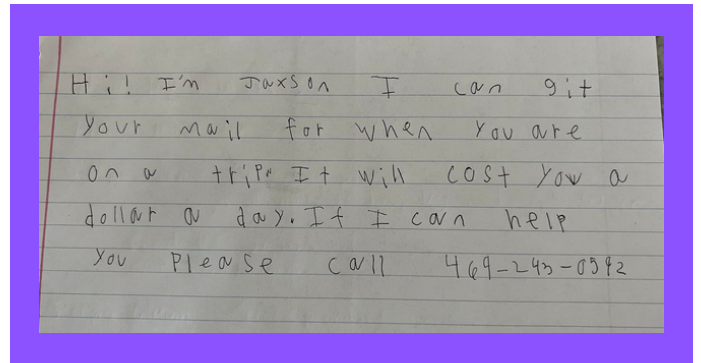 Hi! I'm Jaxson I can git
your mail for when you are
on a trip. It will cost you a
dollar a day. If I can help
you please call 469-243-0592